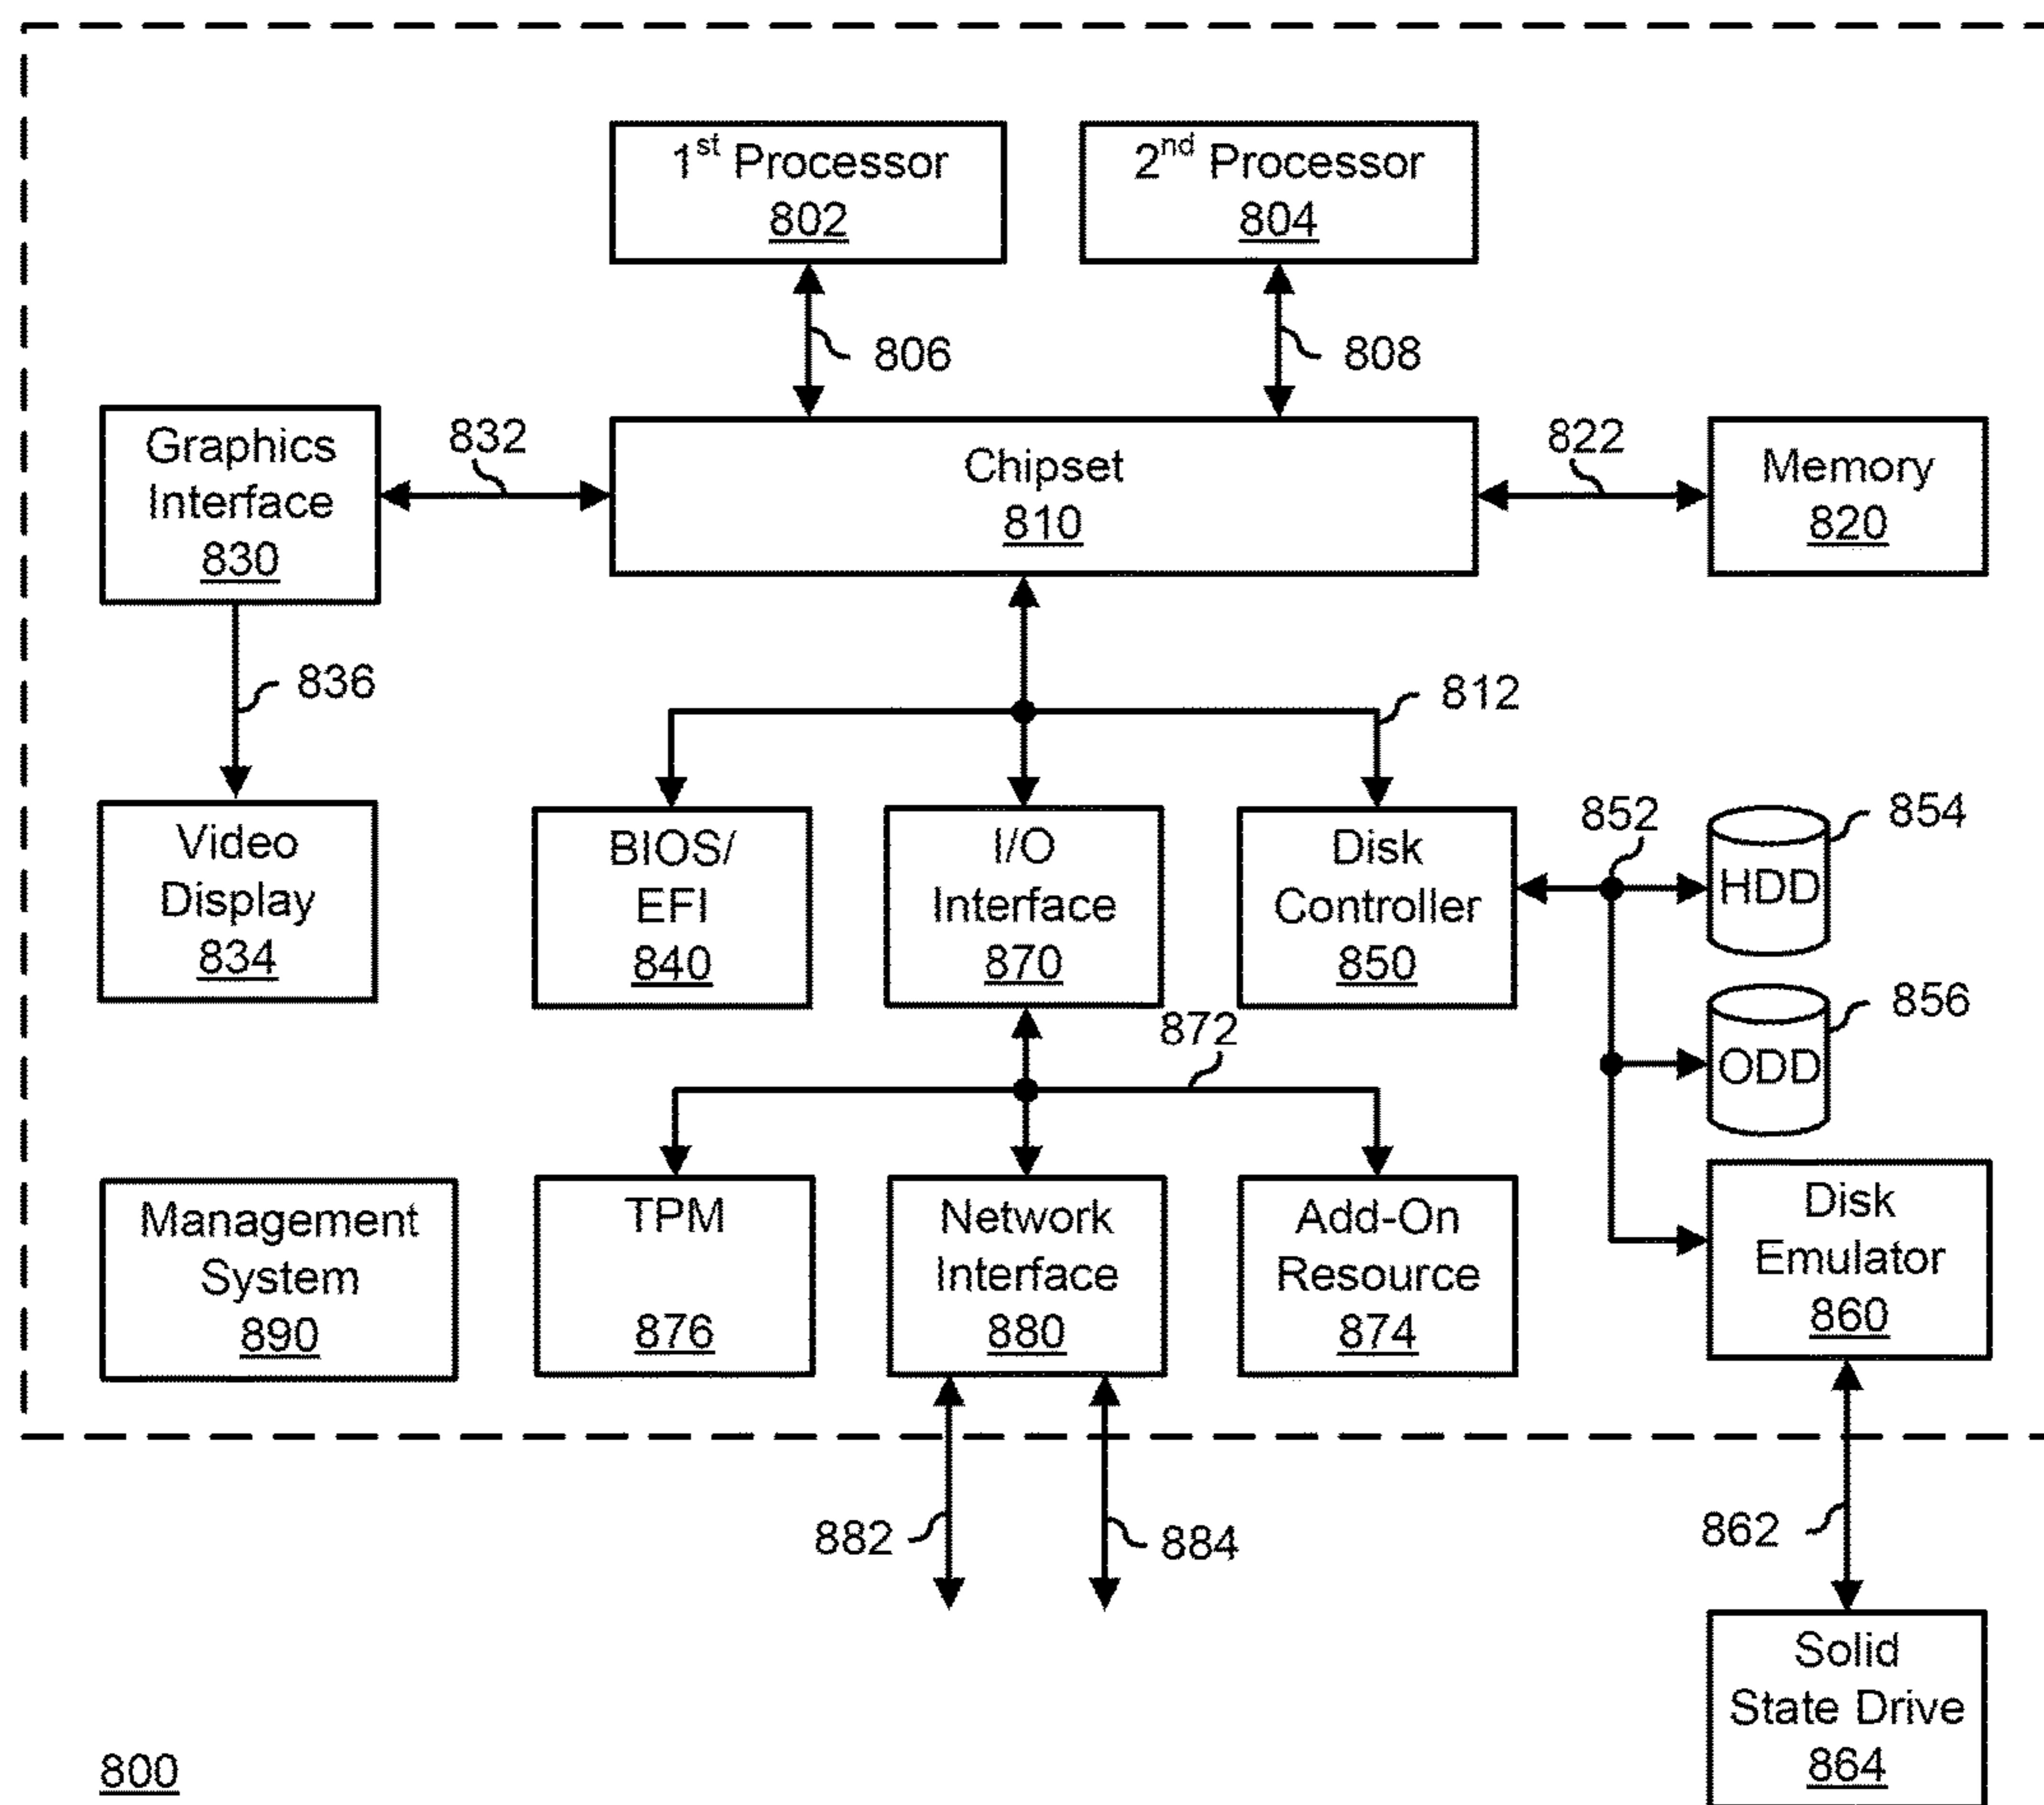 1st Processor
802
2nd Processor
804
806
808
Graphics
Interface
830
832
Chipset
810
822
Memory
820
836
812
Video
Display
834
BIOS/
EFI
840
I/O
Interface
870
Disk
Controller
850
852
HDD
854
ODD
856
872
Management
System
890
TPM
876
Network
Interface
880
Add-On
Resource
874
Disk
Emulator
860
882
884
862
Solid
State Drive
864
800